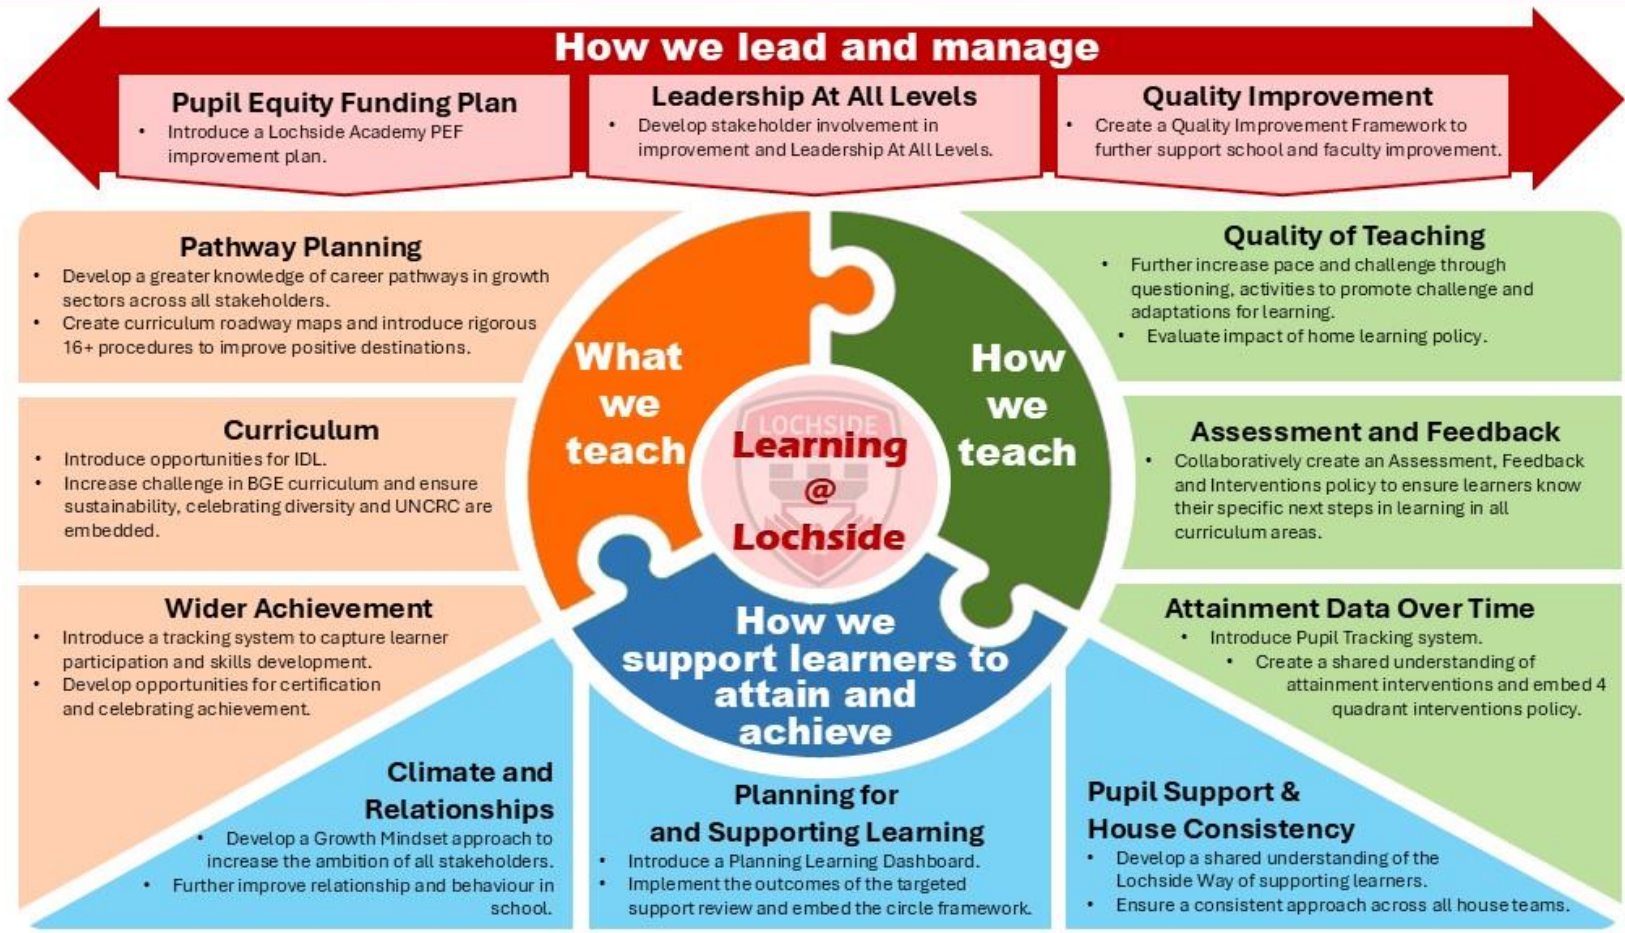 How we lead and manage
Pupil Equity Funding Plan
• Introduce a Lochside Academy PEF
improvement plan.
Leadership At All Levels
• Develop stakeholder involvement in
improvement and Leadership At All Levels.
Quality Improvement
• Create a Quality Improvement Framework to
further support school and faculty improvement.
Pathway Planning
• Develop a greater knowledge of career pathways in growth
sectors across all stakeholders.
• Create curriculum roadway maps and introduce rigorous
16+ procedures to improve positive destinations.
Curriculum
• Introduce opportunities for IDL.
• Increase challenge in BGE curriculum and ensure
sustainability, celebrating diversity and UNCRC are
embedded.
Wider Achievement
• Introduce a tracking system to capture learner
participation and skills development.
• Develop opportunities for certification
and celebrating achievement.
What
we
teach
LOCHSIDE
Learning
@
Lochside
How
we
teach
How we
support learners to
attain and
achieve
Quality of Teaching
• Further increase pace and challenge through
questioning, activities to promote challenge and
adaptations for learning.
• Evaluate impact of home learning policy.
Assessment and Feedback
• Collaboratively create an Assessment, Feedback
and Interventions policy to ensure learners know
their specific next steps in learning in all
curriculum areas.
Attainment Data Over Time
• Introduce Pupil Tracking system.
• Create a shared understanding of
attainment interventions and embed 4
quadrant interventions policy.
Climate and
Relationships
• Develop a Growth Mindset approach to
increase the ambition of all stakeholders.
• Further improve relationship and behaviour in
school.
Planning for
and Supporting Learning
• Introduce a Planning Learning Dashboard.
• Implement the outcomes of the targeted
support review and embed the circle framework.
Pupil Support &
House Consistency
• Develop a shared understanding of the
Lochside Way of supporting learners.
• Ensure a consistent approach across all house teams.